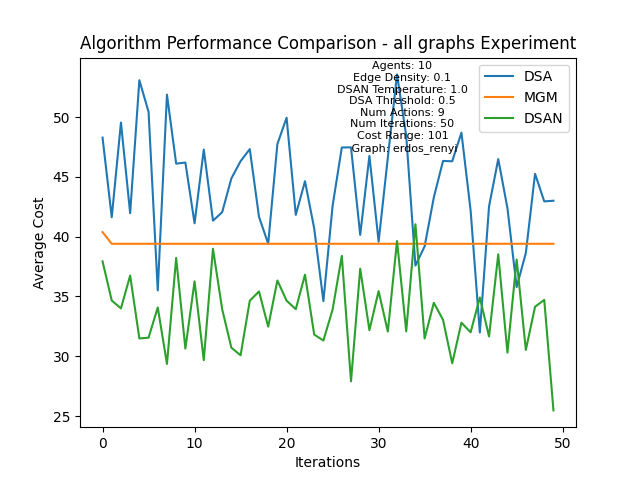 Algorithm Performance Comparison - all graphs Experiment
Agents: 10
Edge Density: 0.1
DSAN Temperature: 1.0
DSA Threshold: 0.5
Num Actions: 9
Num Iterations: 50
Cost Range: 101
Graph: erdos_renyi
DSA
MGM
DSAN
Average Cost
50
45
40
35
30
25
0
10
20
30
40
50
Iterations